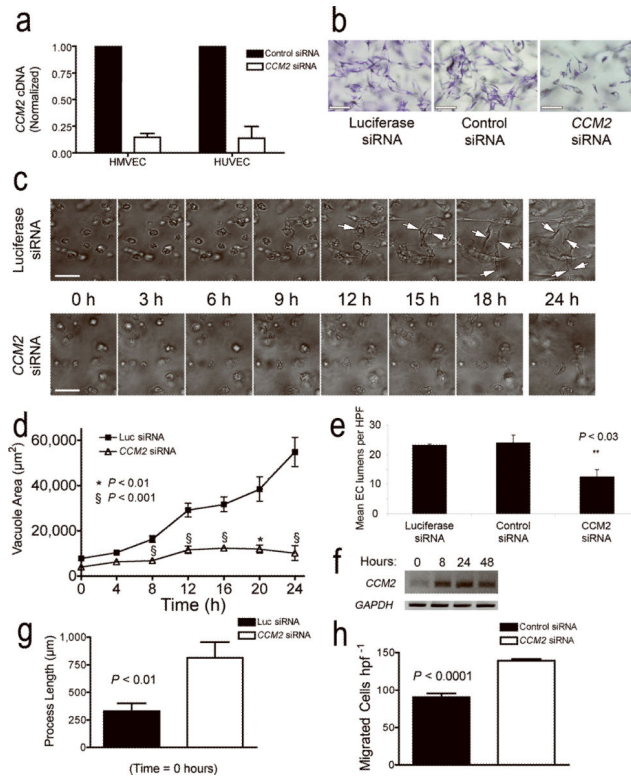 a
Control siRNA
CCM2 siRNA
CCM2 cDNA
(Normalized)
1.00
0.75
0.50
0.25
0.00
HMVEC
HUVEC
b
Luciferase
siRNA
Control
siRNA
CCM2
siRNA
c
Luciferase
siRNA
0 h
3 h
6 h
9 h
12 h
15 h
18 h
24 h
CCM2
siRNA
d
Luc siRNA
CCM2 siRNA
* P < 0.01
§ P < 0.001
Vacuole Area (µm²)
60,000
40,000
20,000
0
§
§
§
*
§
0
4
8
12
16
20
24
Time (h)
e
Mean EC lumens per HPF
30
20
10
0
P < 0.03
**
Luciferase
siRNA
Control
siRNA
CCM2
siRNA
f
Hours:
0
8
24
48
CCM2
GAPDH
g
Luc siRNA
CCM2 siRNA
Process Length (µm)
1,000
750
500
250
0
P < 0.01
(Time = 0 hours)
h
Control siRNA
CCM2 siRNA
Migrated Cells hpf⁻¹
150
100
50
0
P < 0.0001